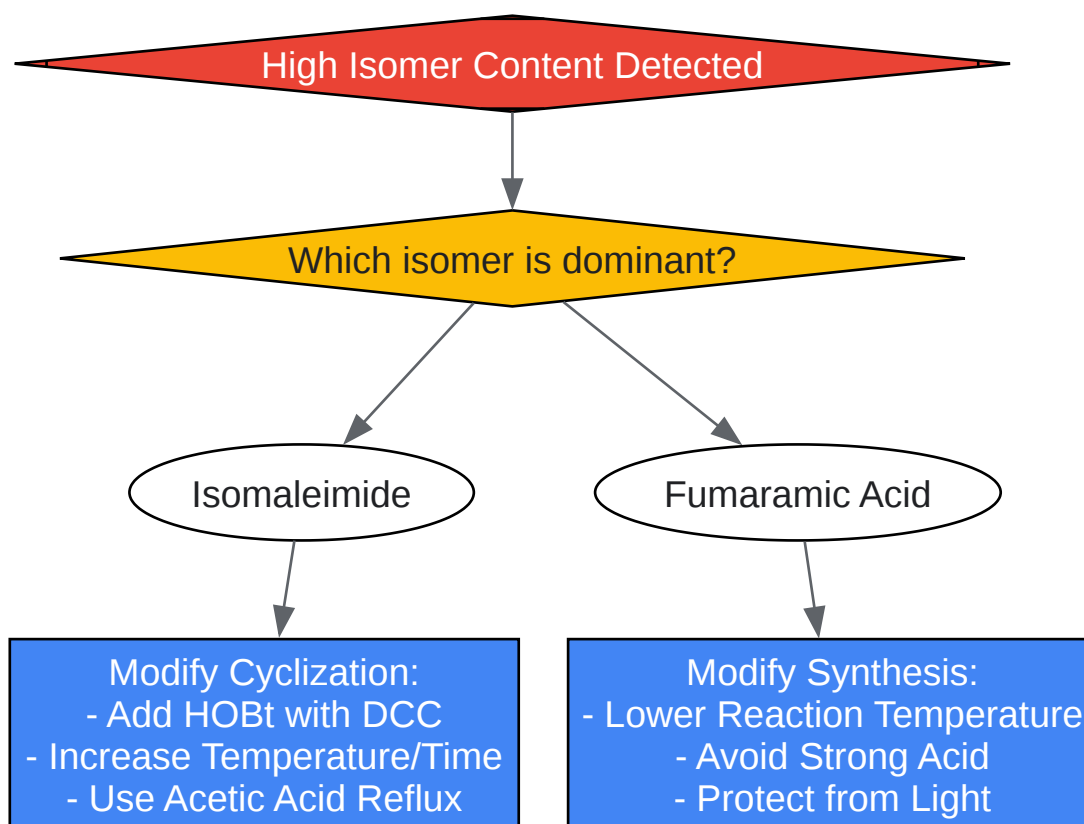 High Isomer Content Detected
Which isomer is dominant?
Isomaleimide
Fumaramic Acid
Modify Cyclization:
- Add HOBt with DCC
- Increase Temperature/Time
- Use Acetic Acid Reflux
Modify Synthesis:
- Lower Reaction Temperature
- Avoid Strong Acid
- Protect from Light